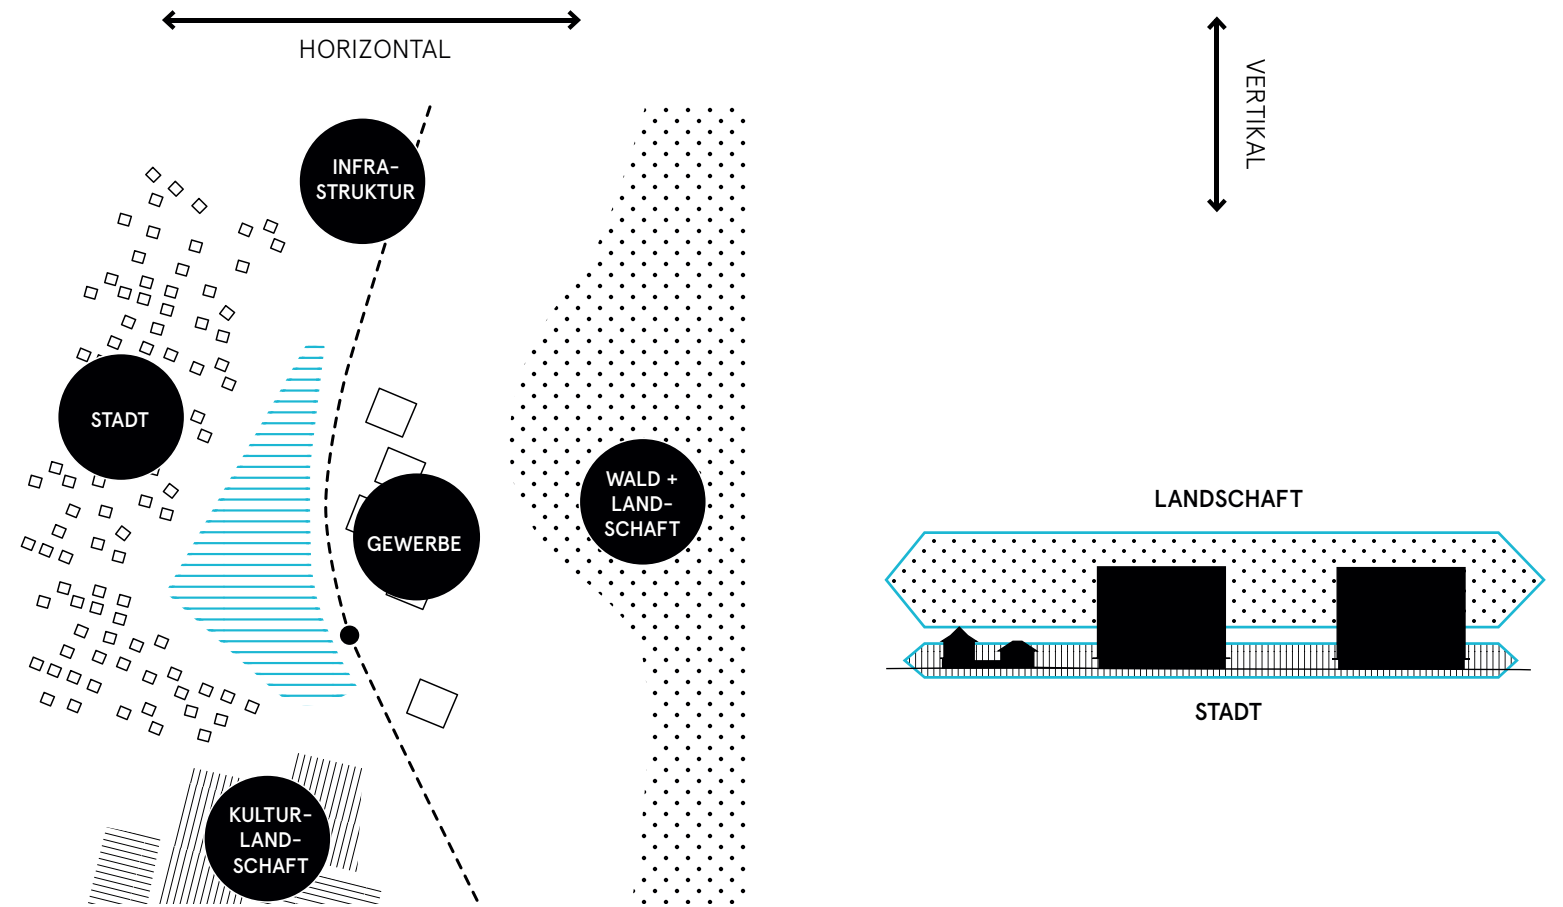 HORIZONTAL
VERTIKAL
INFRA-
STRUKTUR
STADT
WALD +
LAND-
SCHAFT
GEWERBE
KULTUR-
LAND-
SCHAFT
LANDSCHAFT
STADT